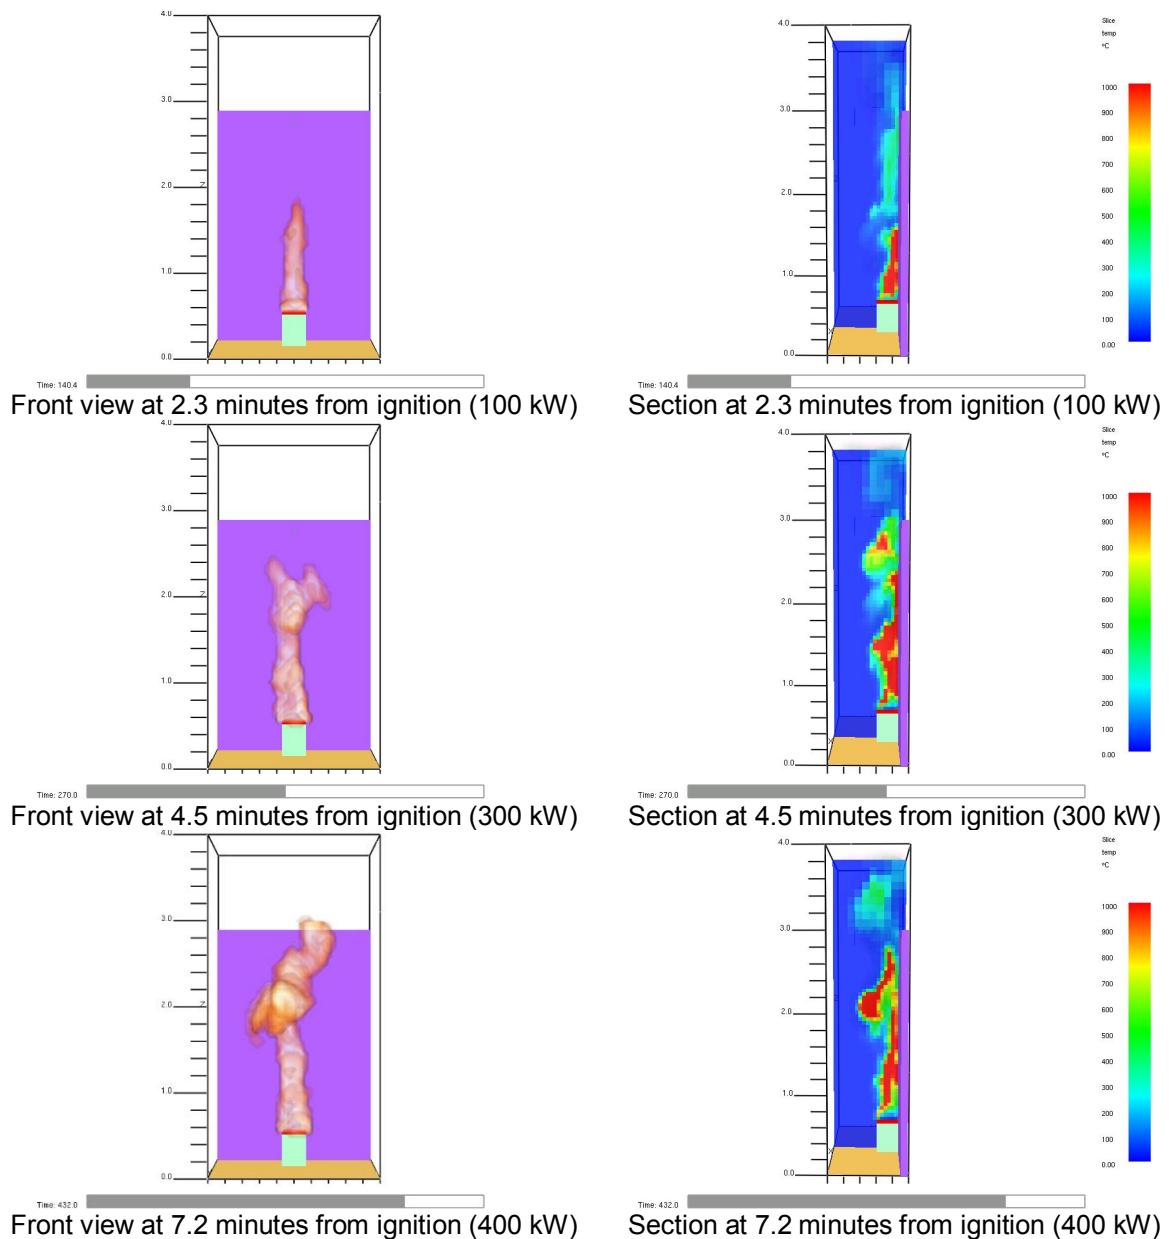 4.0
3.0
2.0
Z
1.0
0.0
Time: 140.4
4.0
3.0
2.0
1.0
X
0.0
Slice
temp
°C
1000
900
800
700
600
500
400
300
200
100
0.00
Time: 140.4
Front view at 2.3 minutes from ignition (100 kW)
Section at 2.3 minutes from ignition (100 kW)
4.0
3.0
2.0
Z
1.0
0.0
Time: 270.0
4.0
3.0
2.0
1.0
X
0.0
Slice
temp
°C
1000
900
800
700
600
500
400
300
200
100
0.00
Time: 270.0
Front view at 4.5 minutes from ignition (300 kW)
Section at 4.5 minutes from ignition (300 kW)
4.0
3.0
2.0
Z
1.0
0.0
Time: 432.0
4.0
3.0
2.0
1.0
X
0.0
Slice
temp
°C
1000
900
800
700
600
500
400
300
200
100
0.00
Time: 432.0
Front view at 7.2 minutes from ignition (400 kW)
Section at 7.2 minutes from ignition (400 kW)